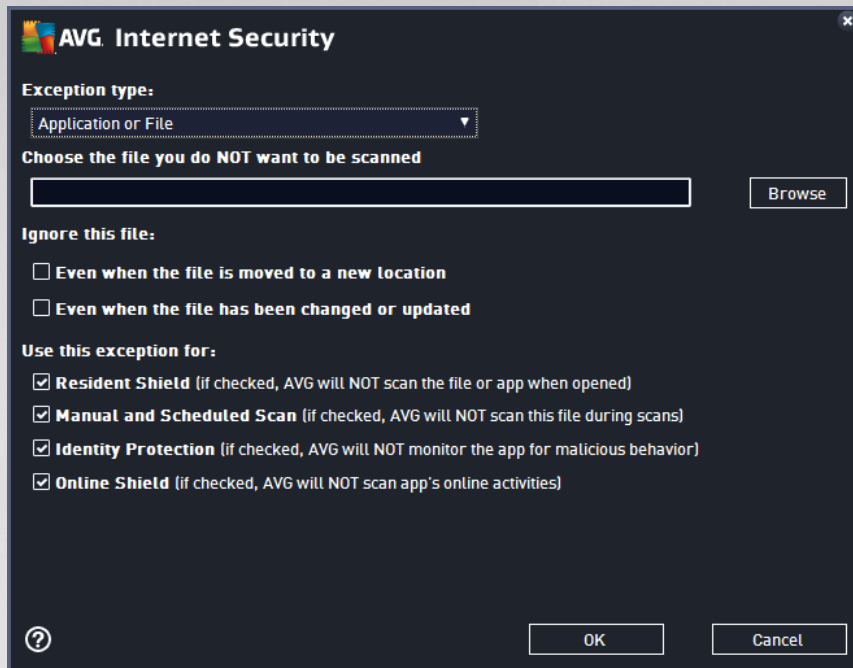 AVG Internet Security
Exception type:
Application or File
Choose the file you do NOT want to be scanned
Browse
Ignore this file:
Even when the file is moved to a new location
Even when the file has been changed or updated
Use this exception for:
Resident Shield (if checked, AVG will NOT scan the file or app when opened)
Manual and Scheduled Scan (if checked, AVG will NOT scan this file during scans)
Identity Protection (if checked, AVG will NOT monitor the app for malicious behavior)
Online Shield (if checked, AVG will NOT scan app's online activities)
? OK Cancel